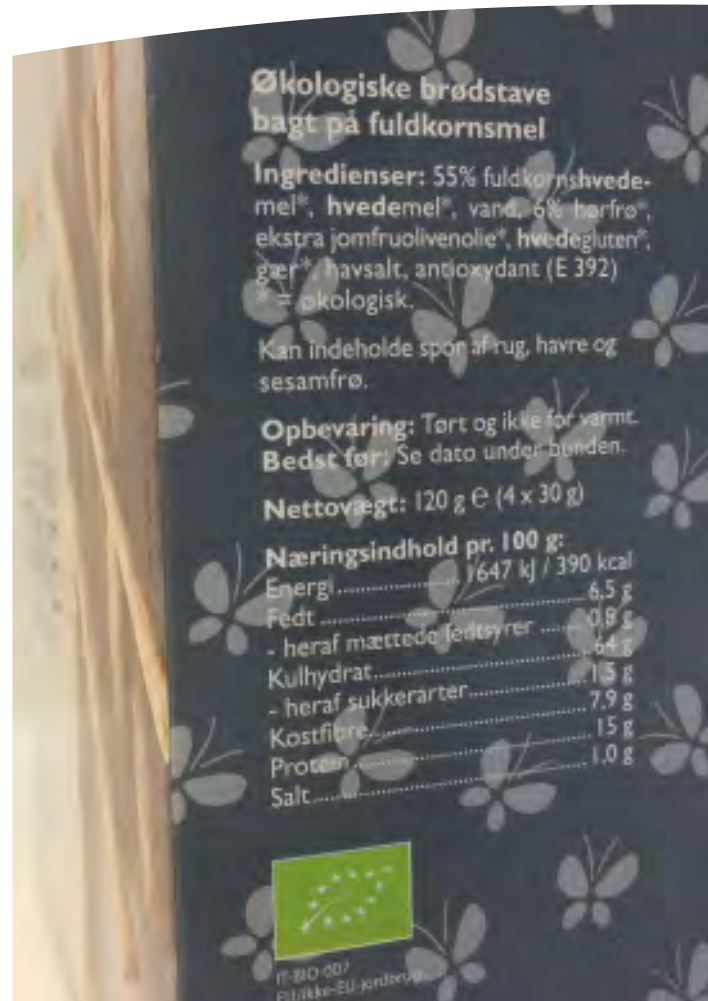 Økologiske brødstave
bagt på fuldkornsmel
Ingredienser: 55% fuldkornshvede-
mel*, hvedemel*, vand, 6% hørfrø*,
ekstra jomfruolivenolie*, hvedegluten*,
gær*, havsalt, antioxydant (E 392)
* = økologisk.
Kan indeholde spor af rug, havre og
sesamfrø.
Opbevaring: Tørt og ikke for varmt.
Bedst før: Se dato under bunden.
Nettovægt: 120 g ℮ (4 x 30 g)
Næringsindhold pr. 100 g:
Energi 1647 kJ / 390 kcal
Fedt 6,5 g
- heraf mættede fedtsyrer 0,8 g
Kulhydrat 64 g
- heraf sukkerarter 1,5 g
Kostfibre 7,9 g
Protein 15 g
Salt 1,0 g
IT-BIO-007
EU/ikke-EU-jordbrug